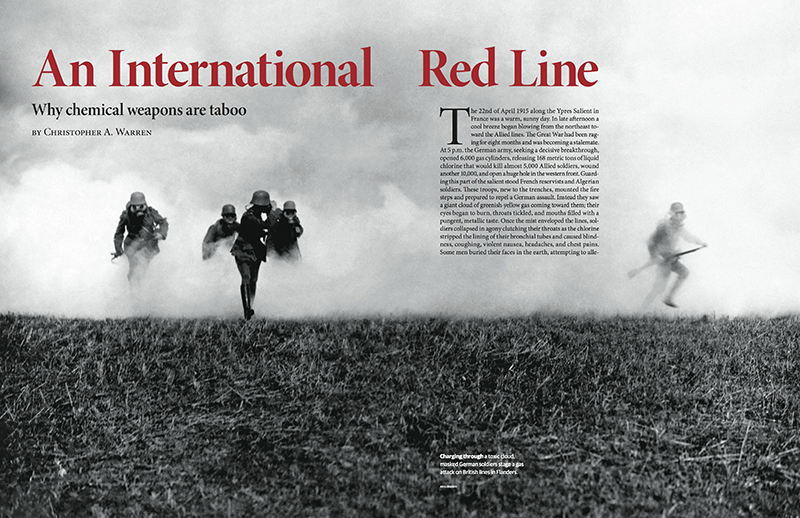 An International Red Line
Why chemical weapons are taboo
BY CHRISTOPHER A. WARREN
The 22nd of April 1915 along the Ypres Salient in
France was a warm, sunny day. In late afternoon a
cool breeze began blowing from the northeast to-
ward the Allied lines. The Great War had been rag-
ing for eight months and was becoming a stalemate.
At 5 p.m. the German army, seeking a decisive breakthrough,
opened 6,000 gas cylinders, releasing 168 metric tons of liquid
chlorine that would kill almost 5,000 Allied soldiers, wound
another 10,000, and open a huge hole in the western front. Guard-
ing this part of the salient stood French reservists and Algerian
soldiers. These troops, new to the trenches, mounted the fire
steps and prepared to repel a German assault. Instead they saw
a giant cloud of greenish-yellow gas coming toward them; their
eyes began to burn, throats tickled, and mouths filled with a
pungent, metallic taste. Once the mist enveloped the lines, sol-
diers collapsed in agony clutching their throats as the chlorine
stripped the lining of their bronchial tubes and caused blind-
ness, coughing, violent nausea, headaches, and chest pains.
Some men buried their faces in the earth, attempting to alle-
Charging through a toxic cloud,
masked German soldiers stage a gas
attack on British lines in Flanders.